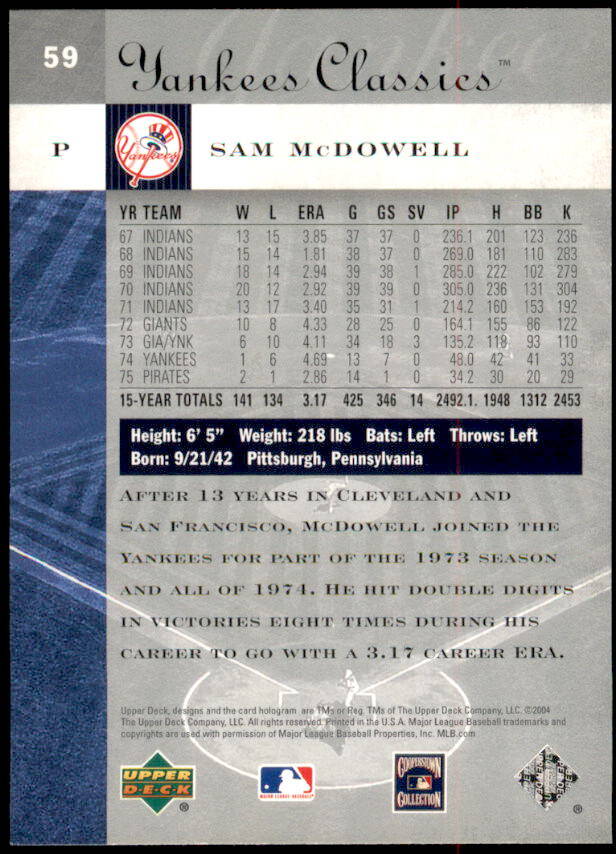 59
Yankees Classics™
P
Yankees
SAM McDOWELL
YR TEAM W L ERA G GS SV IP H BB K
67 INDIANS 13 15 3.85 37 37 0 236.1 201 123 236
68 INDIANS 15 14 1.81 38 37 0 269.0 181 110 283
69 INDIANS 18 14 2.94 39 38 1 285.0 222 102 279
70 INDIANS 20 12 2.92 39 39 0 305.0 236 131 304
71 INDIANS 13 17 3.40 35 31 1 214.2 160 153 192
72 GIANTS 10 8 4.33 28 25 0 164.1 155 86 122
73 GIA/YNK 6 10 4.11 34 18 3 135.2 118 93 110
74 YANKEES 1 6 4.69 13 7 0 48.0 42 41 33
75 PIRATES 2 1 2.86 14 1 0 34.2 30 20 29
15-YEAR TOTALS 141 134 3.17 425 346 14 2492.1. 1948 1312 2453
Height: 6' 5" Weight: 218 lbs Bats: Left Throws: Left
Born: 9/21/42 Pittsburgh, Pennsylvania
AFTER 13 YEARS IN CLEVELAND AND
SAN FRANCISCO, MCDOWELL JOINED THE
YANKEES FOR PART OF THE 1973 SEASON
AND ALL OF 1974. HE HIT DOUBLE DIGITS
IN VICTORIES EIGHT TIMES DURING HIS
CAREER TO GO WITH A 3.17 CAREER ERA.
Upper Deck, designs and the card hologram are TMs or Reg. TMs of The Upper Deck Company, LLC. ©2004
The Upper Deck Company, LLC. All rights reserved. Printed in the U.S.A. Major League Baseball trademarks and
copyrights are used with permission of Major League Baseball Properties, Inc. MLB.com
UPPER
DECK
®
MAJOR LEAGUE BASEBALL
COOPERSTOWN
COLLECTION
®